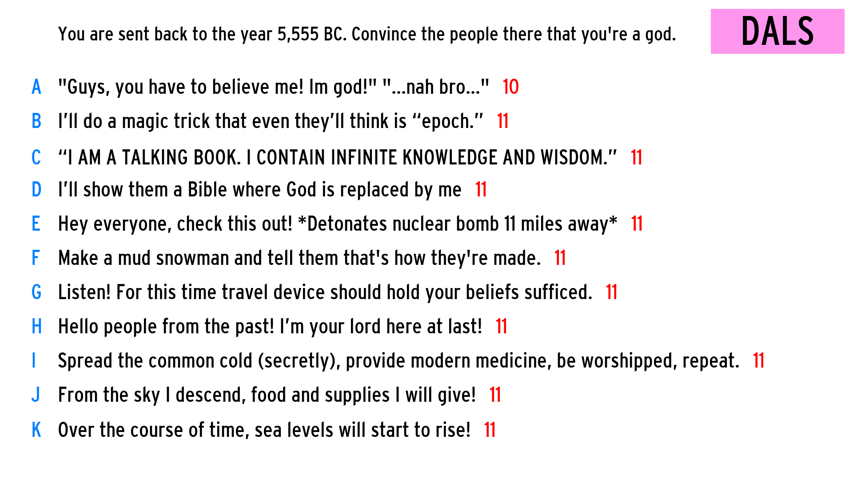 You are sent back to the year 5,555 BC. Convince the people there that you're a god.
DALS
A "Guys, you have to believe me! Im god!" "...nah bro..." 10
B I’ll do a magic trick that even they’ll think is “epoch.” 11
C “I AM A TALKING BOOK. I CONTAIN INFINITE KNOWLEDGE AND WISDOM.” 11
D I’ll show them a Bible where God is replaced by me 11
E Hey everyone, check this out! *Detonates nuclear bomb 11 miles away* 11
F Make a mud snowman and tell them that's how they're made. 11
G Listen! For this time travel device should hold your beliefs sufficed. 11
H Hello people from the past! I’m your lord here at last! 11
I Spread the common cold (secretly), provide modern medicine, be worshipped, repeat. 11
J From the sky I descend, food and supplies I will give! 11
K Over the course of time, sea levels will start to rise! 11